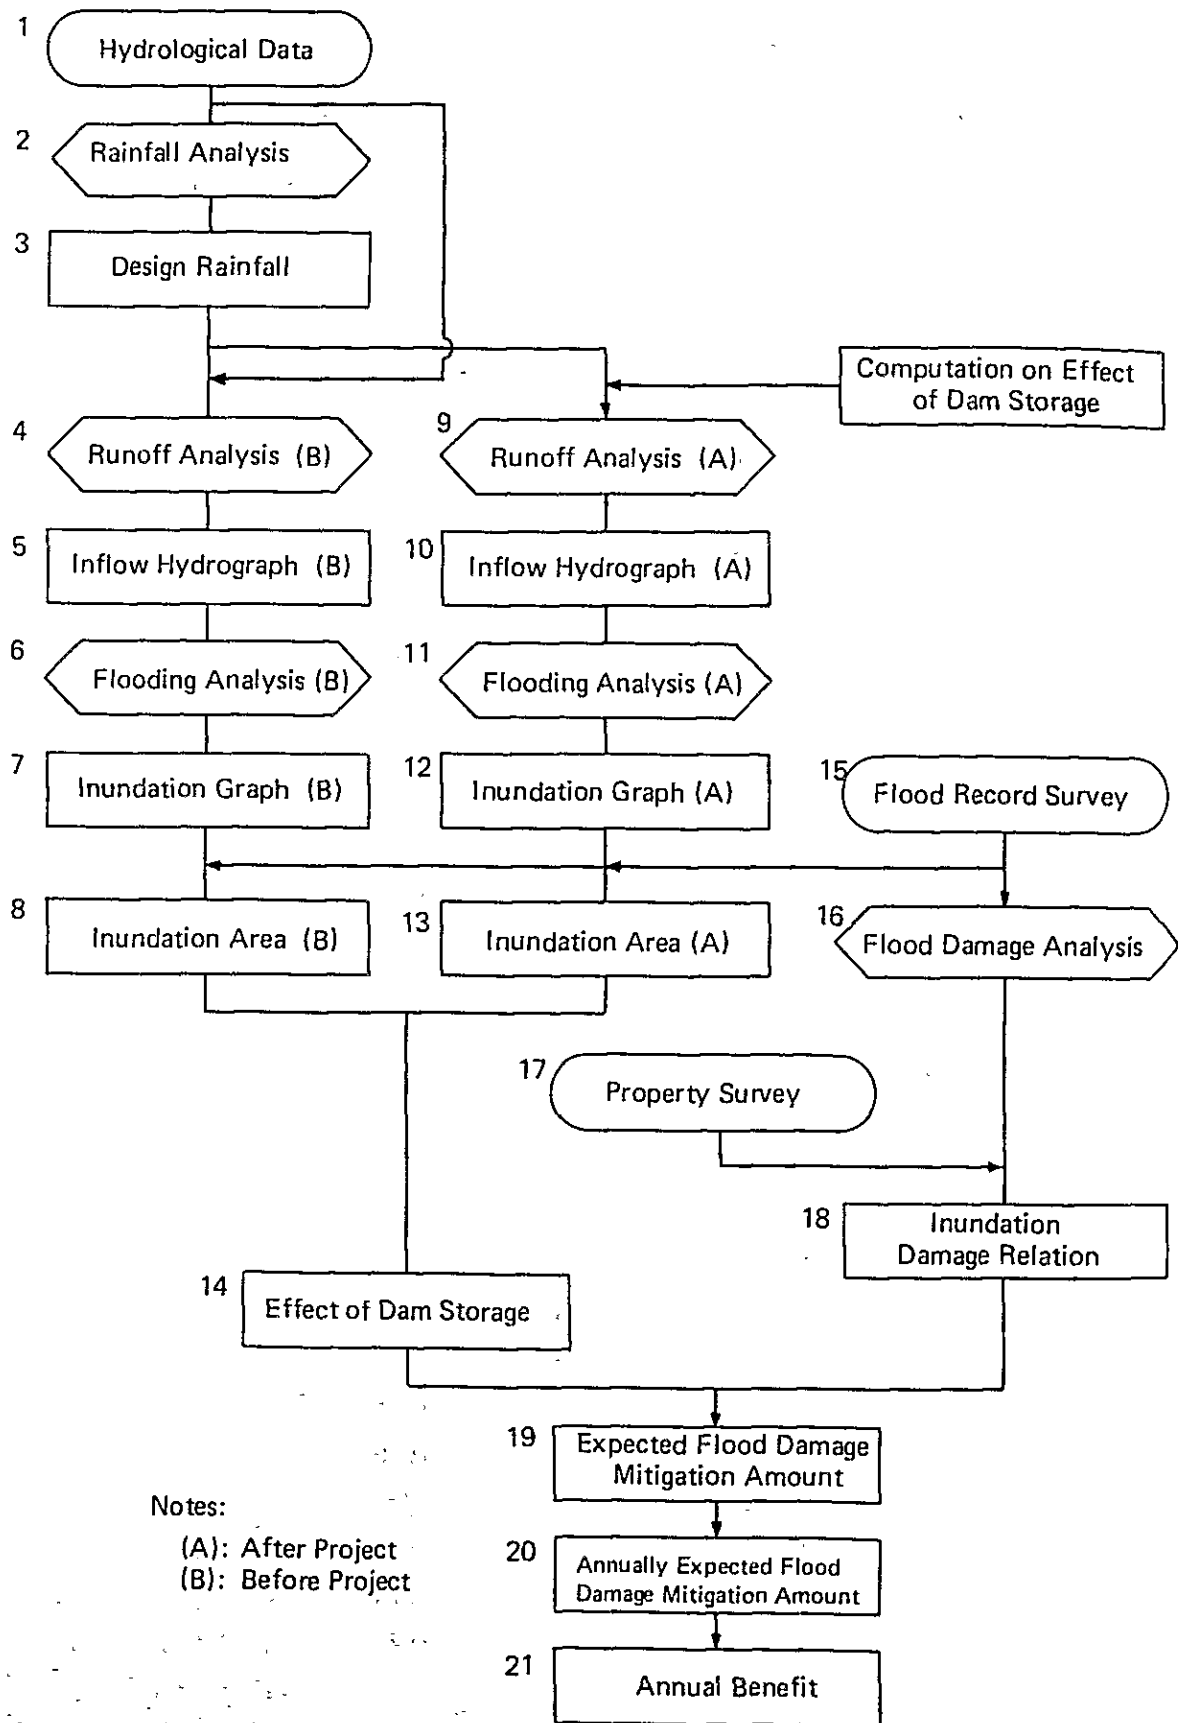 1
Hydrological Data
2
Rainfall Analysis
3
Design Rainfall
Computation on Effect
of Dam Storage
4
Runoff Analysis (B)
9
Runoff Analysis (A)
5
Inflow Hydrograph (B)
10
Inflow Hydrograph (A)
6
Flooding Analysis (B)
11
Flooding Analysis (A)
7
Inundation Graph (B)
12
Inundation Graph (A)
15
Flood Record Survey
8
Inundation Area (B)
13
Inundation Area (A)
16
Flood Damage Analysis
17
Property Survey
18
Inundation
Damage Relation
14
Effect of Dam Storage
19
Expected Flood Damage
Mitigation Amount
Notes:
(A): After Project
(B): Before Project
20
Annually Expected Flood
Damage Mitigation Amount
21
Annual Benefit